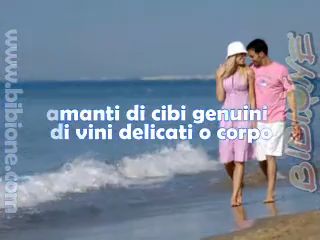 www.bibione.com
amanti di cibi genuini
di vini delicati o corpo
BIBIONE